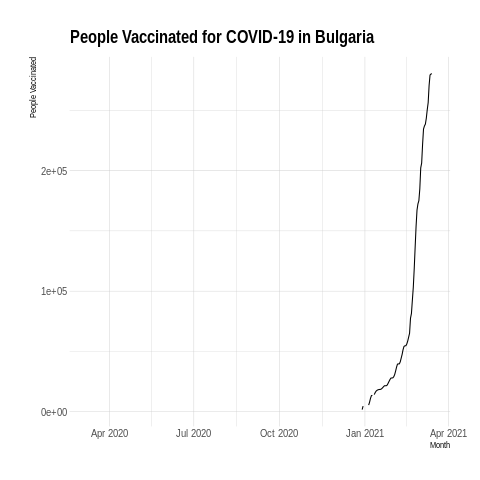 People Vaccinated for COVID-19 in Bulgaria
People Vaccinated
2e+05
1e+05
0e+00
Apr 2020 Jul 2020 Oct 2020 Jan 2021 Apr 2021
Month